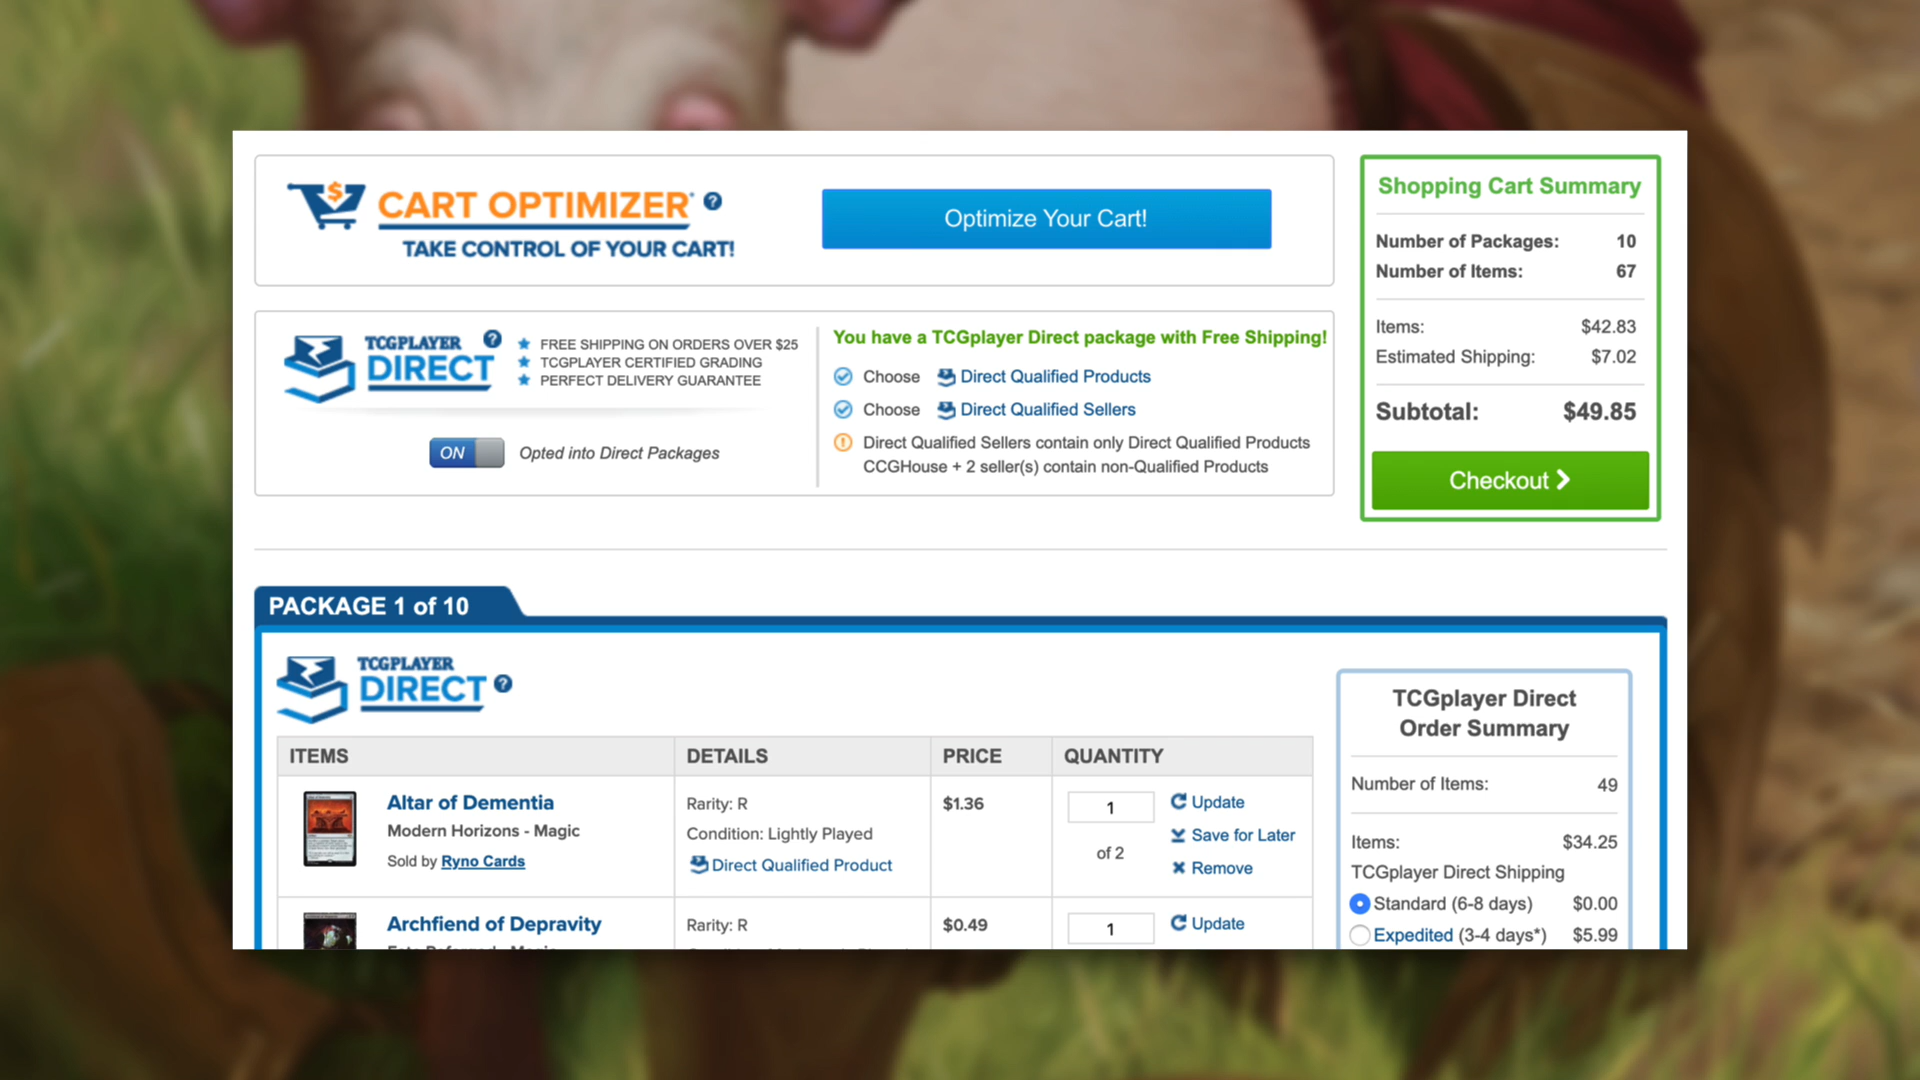 CART OPTIMIZER
TAKE CONTROL OF YOUR CART!
Optimize Your Cart!
Shopping Cart Summary
Number of Packages: 10
Number of Items: 67
Items: $42.83
Estimated Shipping: $7.02
Subtotal: $49.85
Checkout
TCGPLAYER
DIRECT
FREE SHIPPING ON ORDERS OVER $25
TCGPLAYER CERTIFIED GRADING
PERFECT DELIVERY GUARANTEE
ON Opted into Direct Packages
You have a TCGplayer Direct package with Free Shipping!
Choose Direct Qualified Products
Choose Direct Qualified Sellers
Direct Qualified Sellers contain only Direct Qualified Products
CCGHouse + 2 seller(s) contain non-Qualified Products
PACKAGE 1 of 10
TCGPLAYER
DIRECT
ITEMS DETAILS PRICE QUANTITY
Altar of Dementia
Modern Horizons - Magic
Sold by Ryno Cards
Rarity: R
Condition: Lightly Played
Direct Qualified Product
$1.36
1
of 2
Update
Save for Later
Remove
Archfiend of Depravity
Rarity: R
$0.49
1
Update
TCGplayer Direct
Order Summary
Number of Items: 49
Items: $34.25
TCGplayer Direct Shipping
Standard (6-8 days) $0.00
Expedited (3-4 days*) $5.99